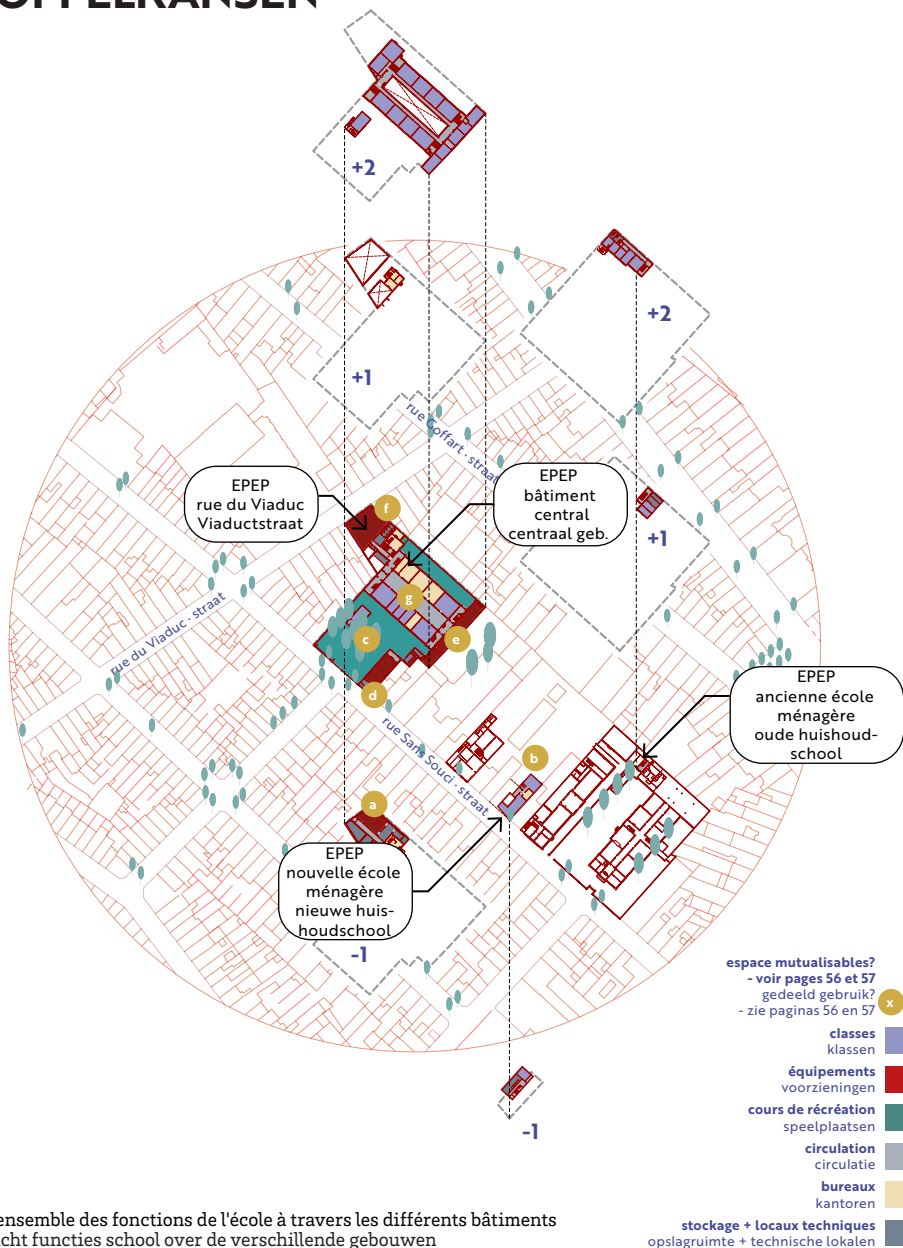 +2
+2
+1
rue Goffart · straat
EPEP
rue du Viaduc
Viaductstraat
f
EPEP
bâtiment
central
centraal geb.
+1
g
c
e
rue du Viaduc · straat
d
EPEP
ancienne école
ménagère
oude huishoud-
school
rue Sans Souci · straat
b
a
EPEP
nouvelle école
ménagère
nieuwe huis-
houdschool
-1
-1
espace mutualisables?
- voir pages 56 et 57
gedeeld gebruik?
- zie paginas 56 en 57
x
classes
klassen
équipements
voorzieningen
cours de récréation
speelplaatsen
circulation
circulatie
bureaux
kantoren
stockage + locaux techniques
opslagruimte + technische lokalen
ensemble des fonctions de l'école à travers les différents bâtiments
cht functies school over de verschillende gebouwen